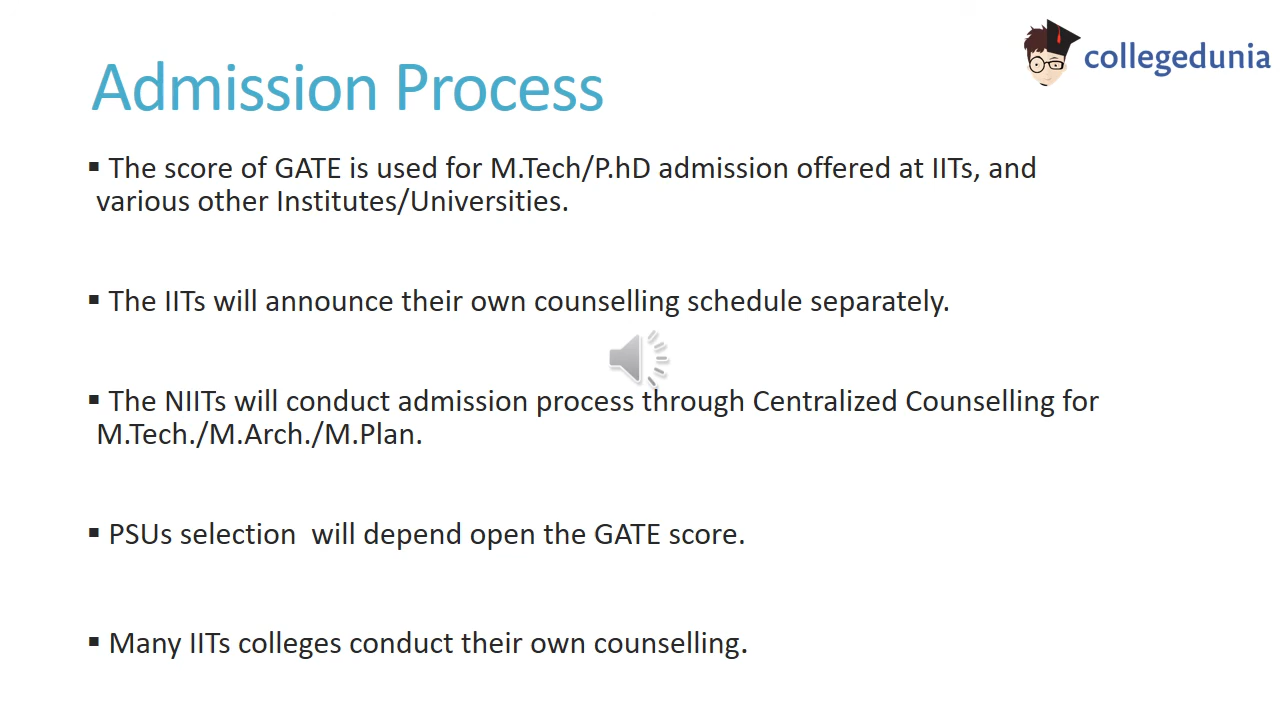 collegedunia
Admission Process
▪ The score of GATE is used for M.Tech/P.hD admission offered at IITs, and
various other Institutes/Universities.
▪ The IITs will announce their own counselling schedule separately.
▪ The NIITs will conduct admission process through Centralized Counselling for
M.Tech./M.Arch./M.Plan.
▪ PSUs selection  will depend open the GATE score.
▪ Many IITs colleges conduct their own counselling.